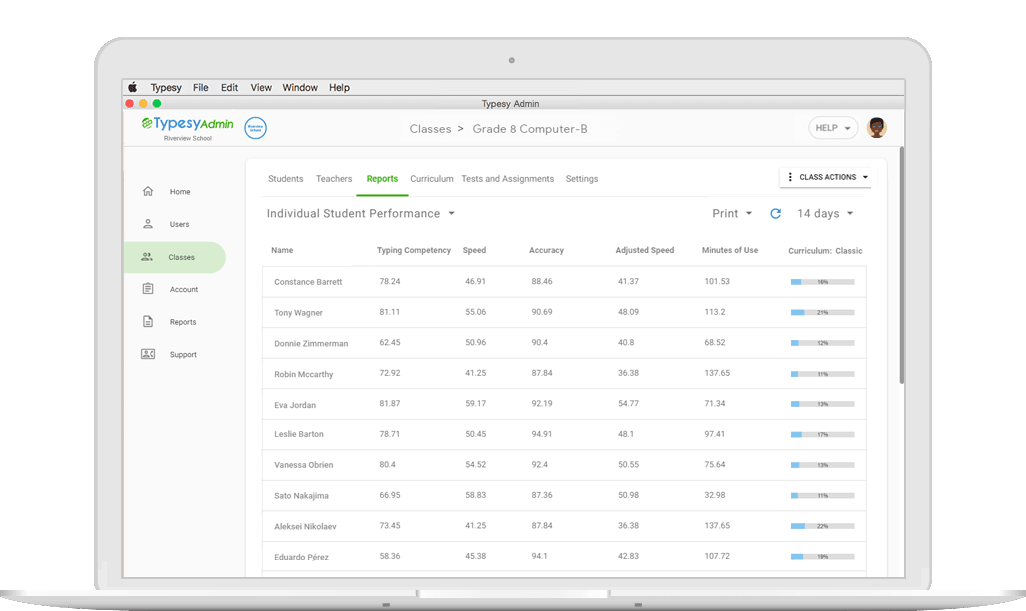 Typesy File Edit View Window Help
Typesy Admin
TypesyAdmin
Riverview School
Riverview School
Classes > Grade 8 Computer-B
HELP
Home
Users
Classes
Account
Reports
Support
Students Teachers Reports Curriculum Tests and Assignments Settings
CLASS ACTIONS
Individual Student Performance Print 14 days
Name Typing Competency Speed Accuracy Adjusted Speed Minutes of Use Curriculum: Classic
Constance Barrett 78.24 46.91 88.46 41.37 101.53 16%
Tony Wagner 81.11 55.06 90.69 48.09 113.2 21%
Donnie Zimmerman 62.45 50.96 90.4 40.8 68.52 12%
Robin Mccarthy 72.92 41.25 87.84 36.38 137.65 11%
Eva Jordan 81.87 59.17 92.19 54.77 71.34 13%
Leslie Barton 78.71 50.45 94.91 48.1 97.41 17%
Vanessa Obrien 80.4 54.52 92.4 50.55 75.64 13%
Sato Nakajima 66.95 58.83 87.36 50.98 32.98 11%
Aleksei Nikolaev 73.45 41.25 87.84 36.38 137.65 22%
Eduardo Pérez 58.36 45.38 94.1 42.83 107.72 19%